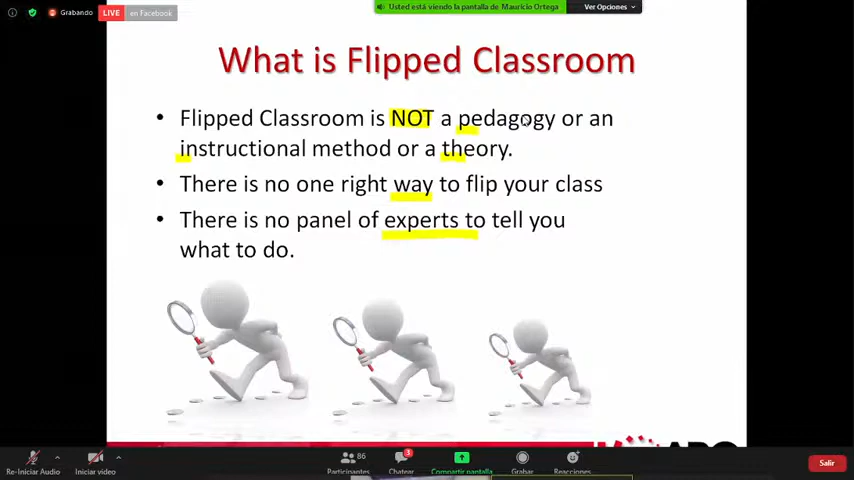 Grabando LIVE en Facebook
Usted está viendo la pantalla de Mauricio Ortega
Ver Opciones
What is Flipped Classroom
• Flipped Classroom is NOT a pedagogy or an
instructional method or a theory.
• There is no one right way to flip your class
• There is no panel of experts to tell you
what to do.
86
3
Re-Iniciar Audio
Iniciar video
Participantes
Chatear
Compartir pantalla
Grabar
Reacciones
Salir